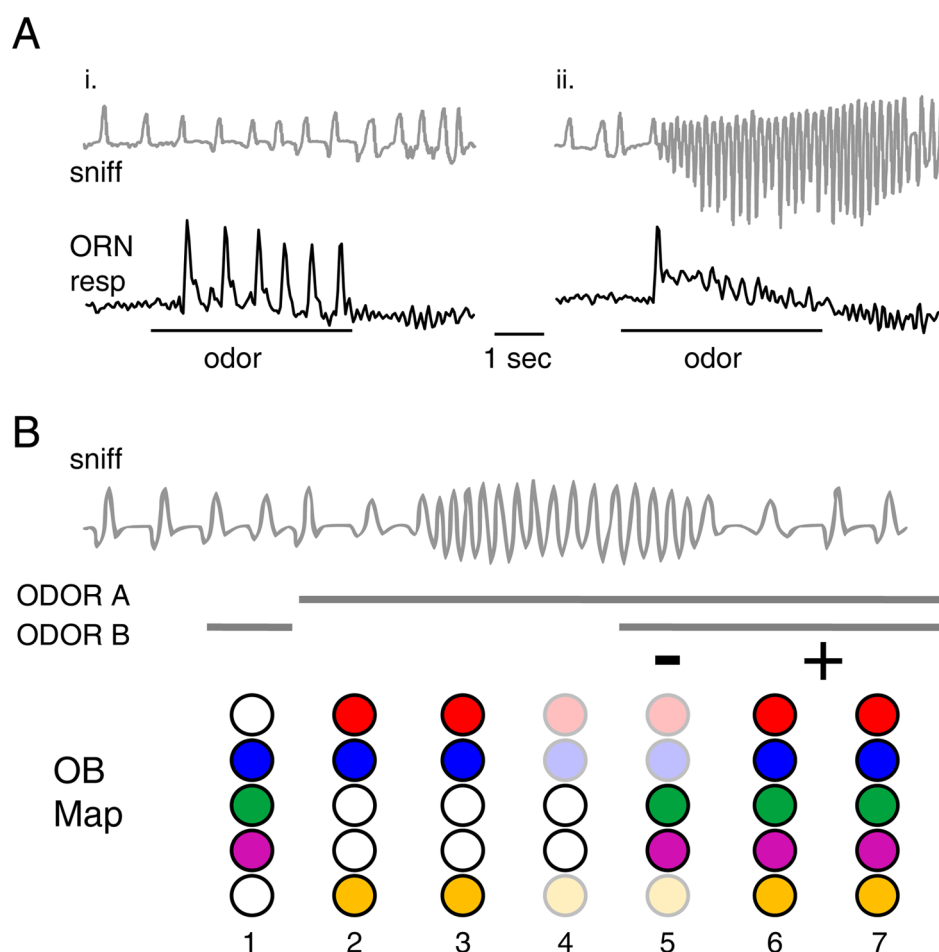 A
i.
ii.
sniff
ORN
resp
odor
1 sec
odor
B
sniff
ODOR A
ODOR B
- +
OB
Map
1 2 3 4 5 6 7